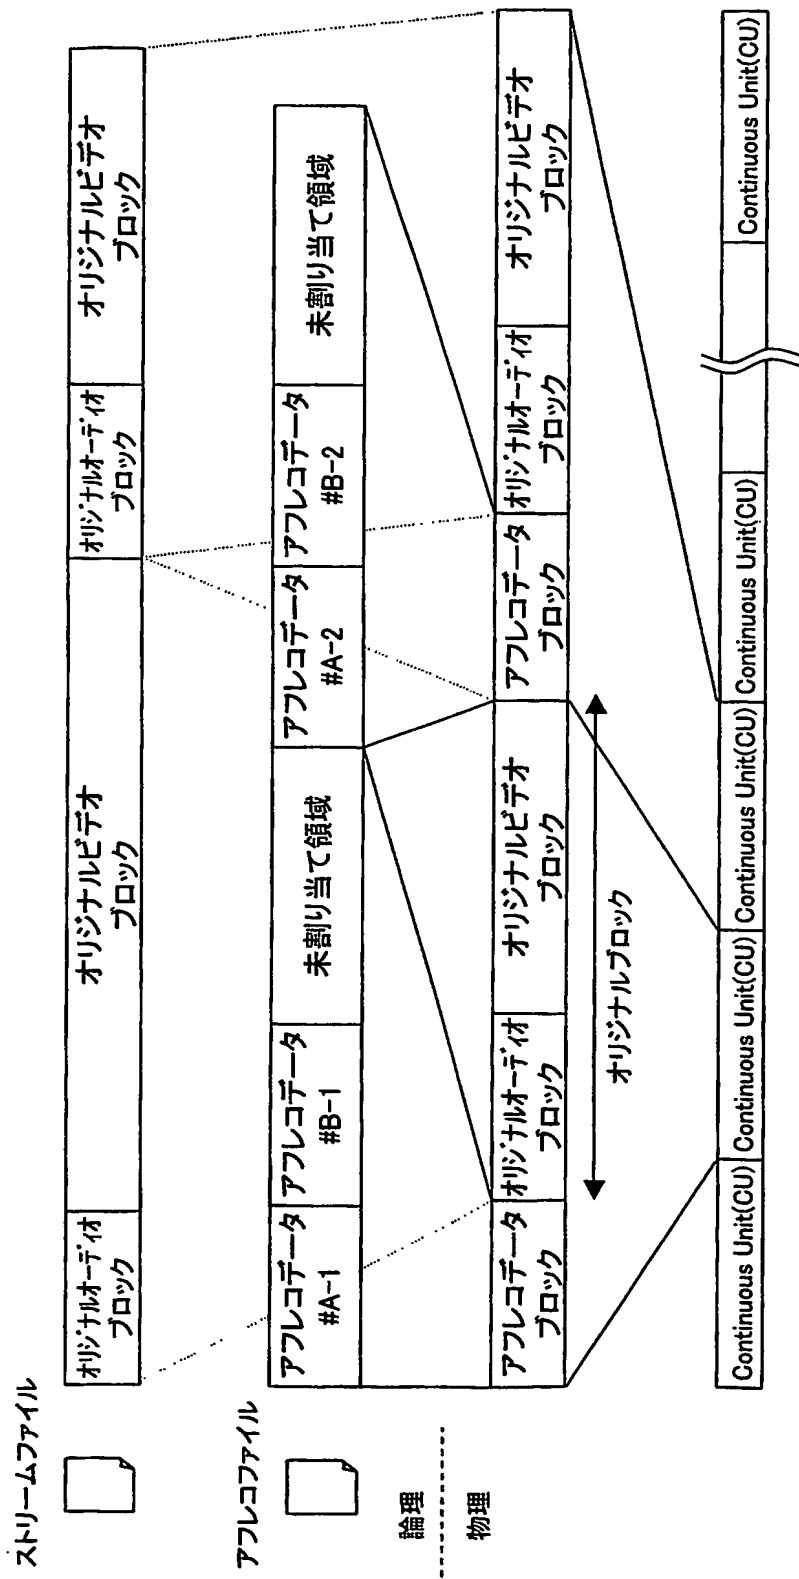 ストリームファイル
オリジナルオーディオ
ブロック
オリジナルビデオ
ブロック
オリジナルオーディオ
ブロック
オリジナルビデオ
ブロック
アフレコファイル
アフレコデータ
#A-1
アフレコデータ
#B-1
未割り当て領域
アフレコデータ
#A-2
アフレコデータ
#B-2
未割り当て領域
論理
物理
アフレコデータ
ブロック
オリジナルオーディオ
ブロック
オリジナルビデオ
ブロック
アフレコデータ
ブロック
オリジナルオーディオ
ブロック
オリジナルビデオ
ブロック
オリジナルブロック
Continuous Unit(CU)
Continuous Unit(CU)
Continuous Unit(CU)
Continuous Unit(CU)
Continuous Unit(CU)